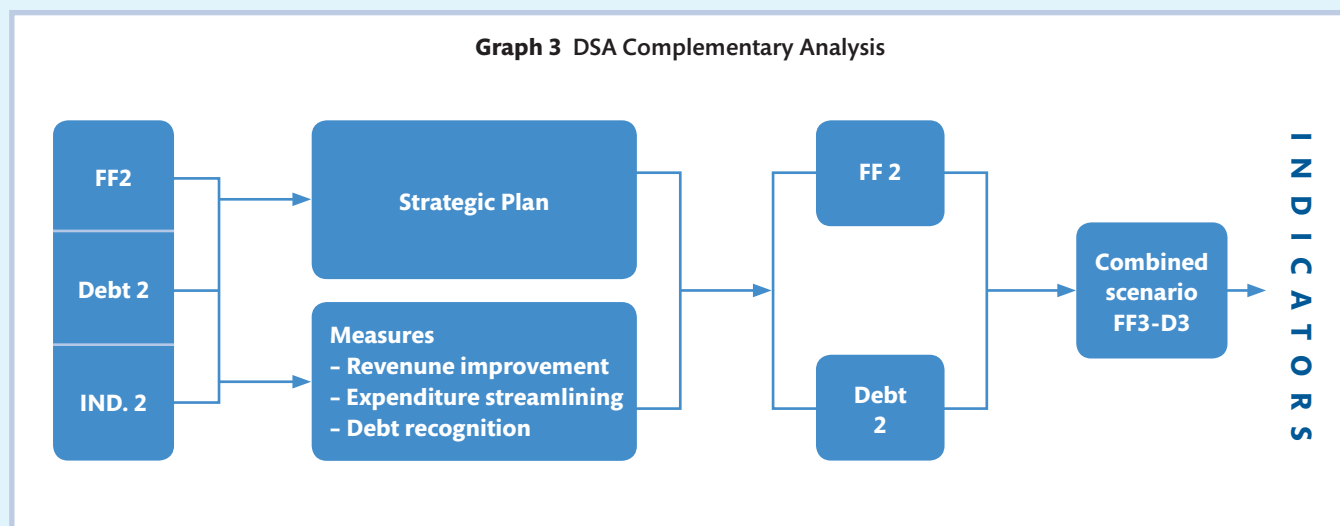 Graph 3 DSA Complementary Analysis
FF2
Debt 2
IND. 2
Strategic Plan
Measures
– Revenune improvement
– Expenditure streamlining
– Debt recognition
FF 2
Debt
2
Combined
scenario
FF3-D3
INDICATORS